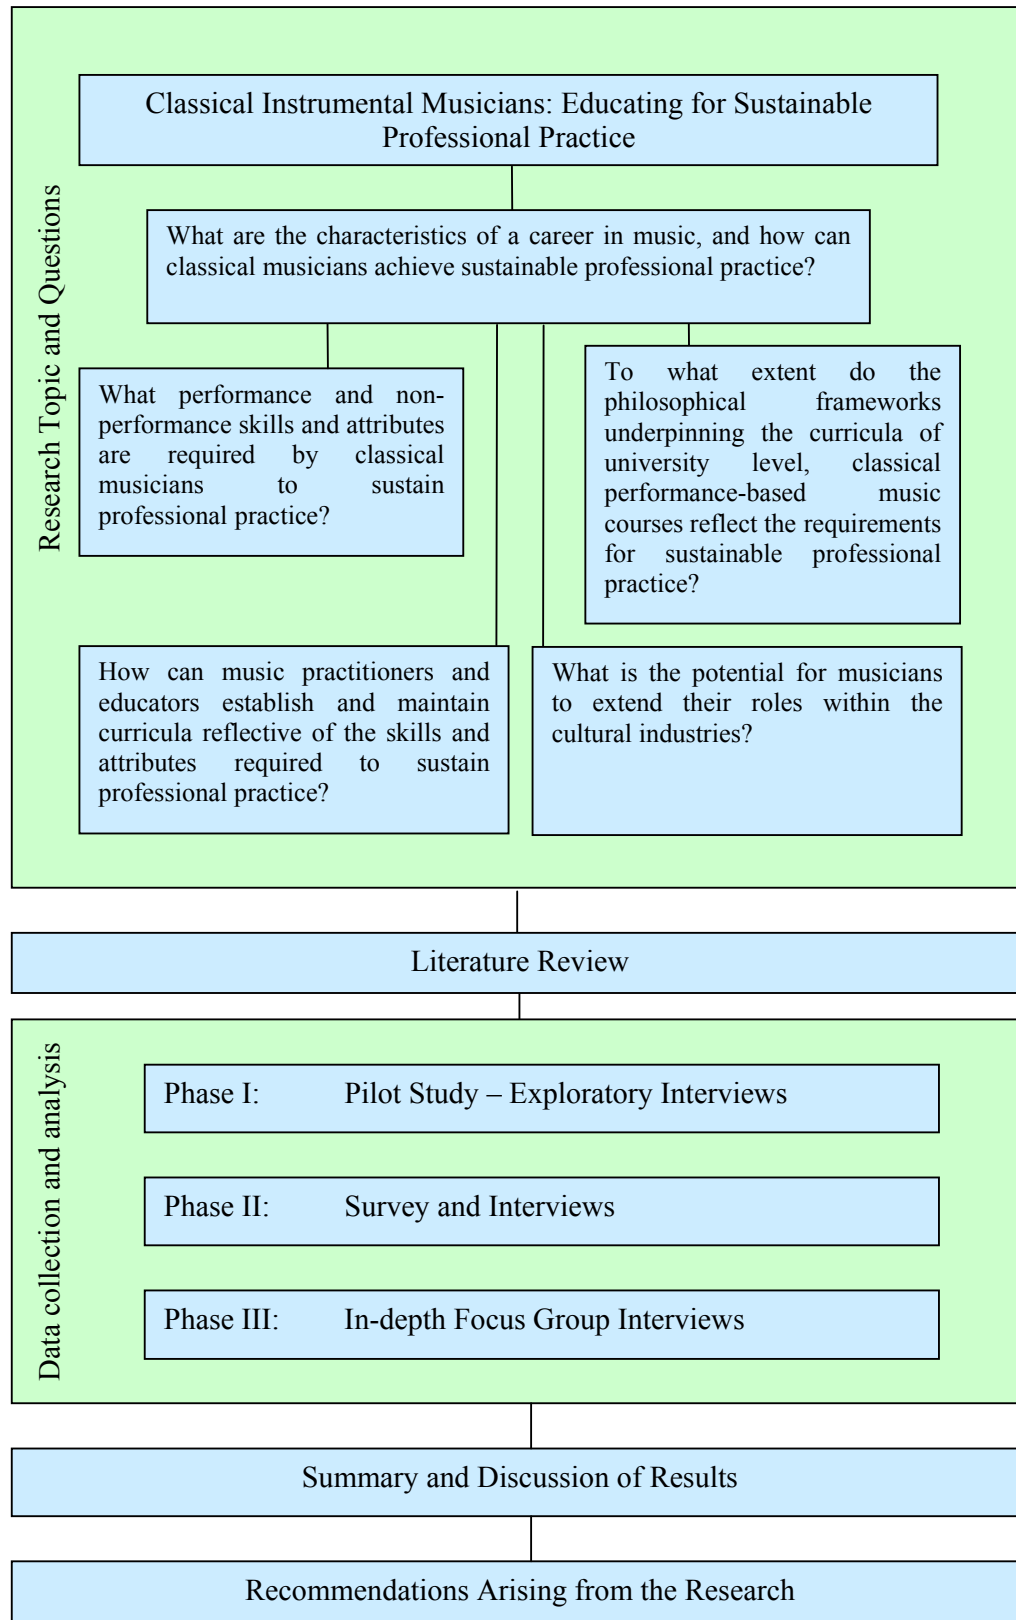 Research Topic and Questions
Classical Instrumental Musicians: Educating for Sustainable
Professional Practice
What are the characteristics of a career in music, and how can
classical musicians achieve sustainable professional practice?
What performance and non-
performance skills and attributes
are required by classical
musicians to sustain
professional practice?
To what extent do the
philosophical frameworks
underpinning the curricula of
university level, classical
performance-based music
courses reflect the requirements
for sustainable professional
practice?
How can music practitioners and
educators establish and maintain
curricula reflective of the skills and
attributes required to sustain
professional practice?
What is the potential for musicians
to extend their roles within the
cultural industries?
Literature Review
Data collection and analysis
Phase I: Pilot Study – Exploratory Interviews
Phase II: Survey and Interviews
Phase III: In-depth Focus Group Interviews
Summary and Discussion of Results
Recommendations Arising from the Research